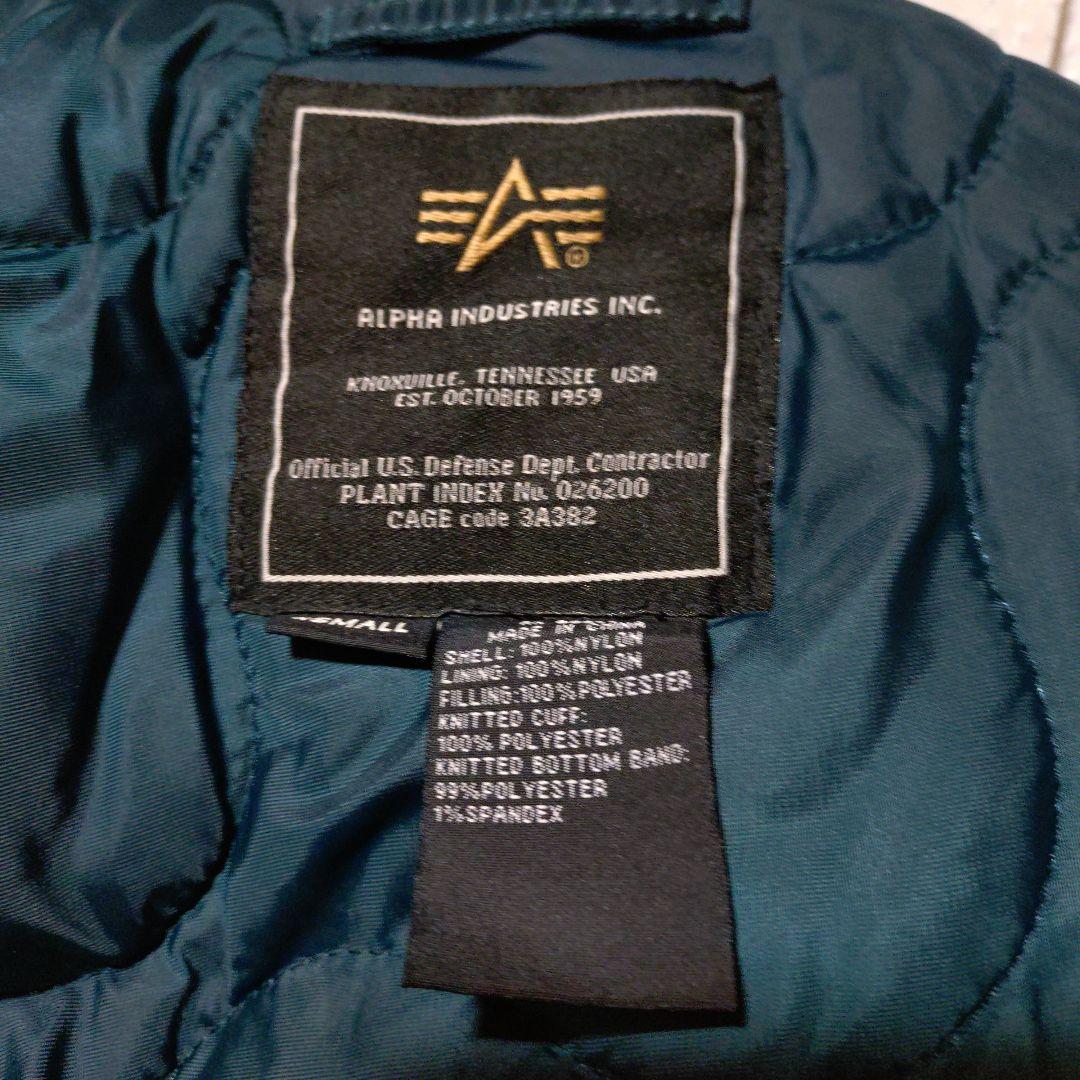 ALPHA INDUSTRIES INC.
KNOXVILLE, TENNESSEE USA
EST. OCTOBER 1959
Official U.S. Defense Dept. Contractor
PLANT INDEX No. 026200
CAGE code 3A382
MADE IN CHINA
SHELL: 100%NYLON
LINING: 100%NYLON
FILLING:100%POLYESTER
KNITTED CUFF:
100% POLYESTER
KNITTED BOTTOM BAND:
99%POLYESTER
1%SPANDEX